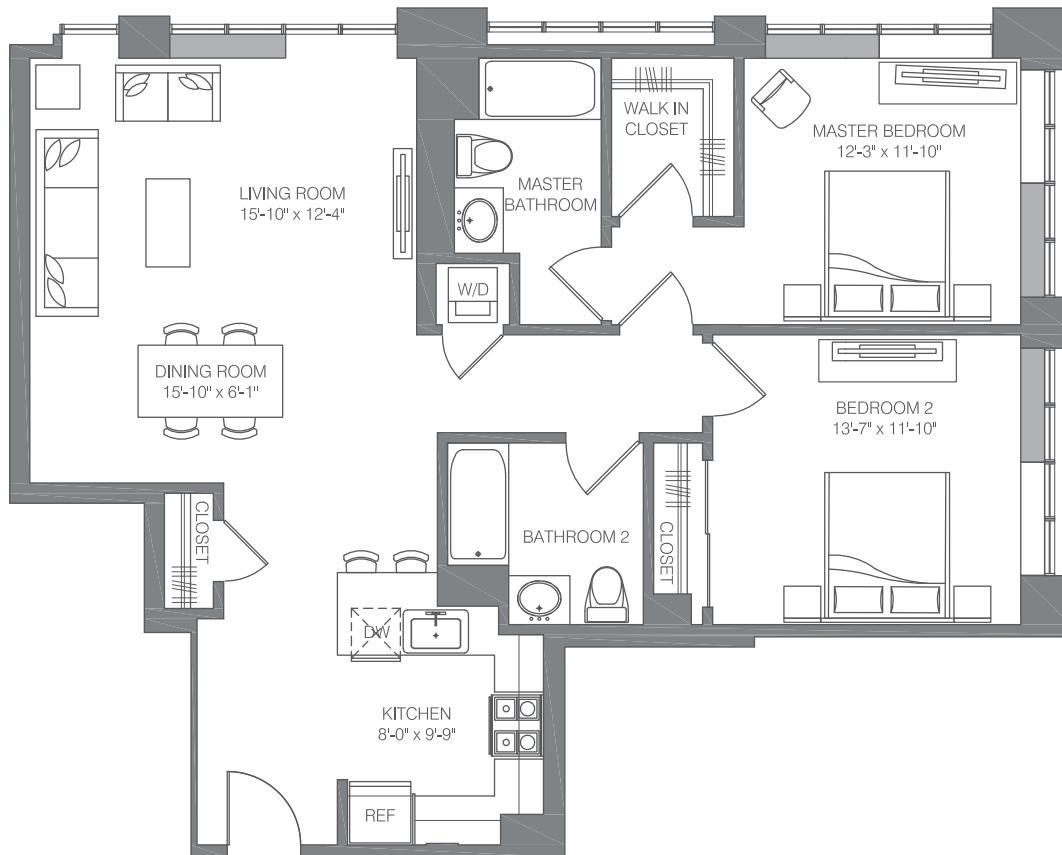 WALK IN
CLOSET
MASTER BEDROOM
12'-3" x 11'-10"
LIVING ROOM
15'-10" x 12'-4"
MASTER
BATHROOM
W/D
DINING ROOM
15'-10" x 6'-1"
BEDROOM 2
13'-7" x 11'-10"
CLOSET
BATHROOM 2
CLOSET
DW
KITCHEN
8'-0" x 9'-9"
REF